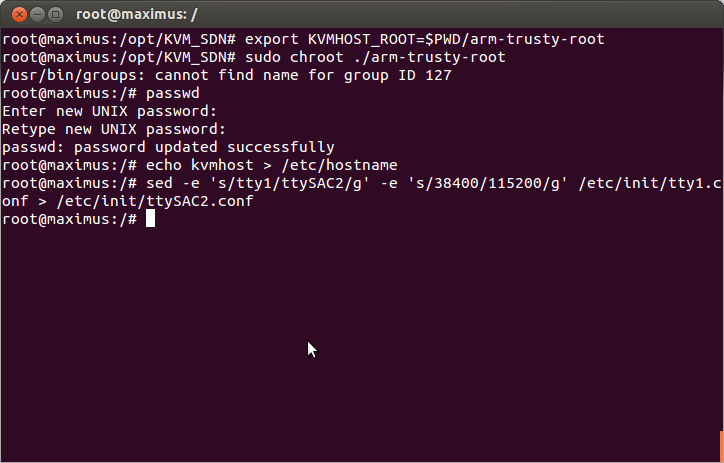 root@maximus: /
root@maximus:/opt/KVM_SDN# export KVMHOST_ROOT=$PWD/arm-trusty-root
root@maximus:/opt/KVM_SDN# sudo chroot ./arm-trusty-root
/usr/bin/groups: cannot find name for group ID 127
root@maximus:/# passwd
Enter new UNIX password:
Retype new UNIX password:
passwd: password updated successfully
root@maximus:/# echo kvmhost > /etc/hostname
root@maximus:/# sed -e 's/tty1/ttySAC2/g' -e 's/38400/115200/g' /etc/init/tty1.c
onf > /etc/init/ttySAC2.conf
root@maximus:/#